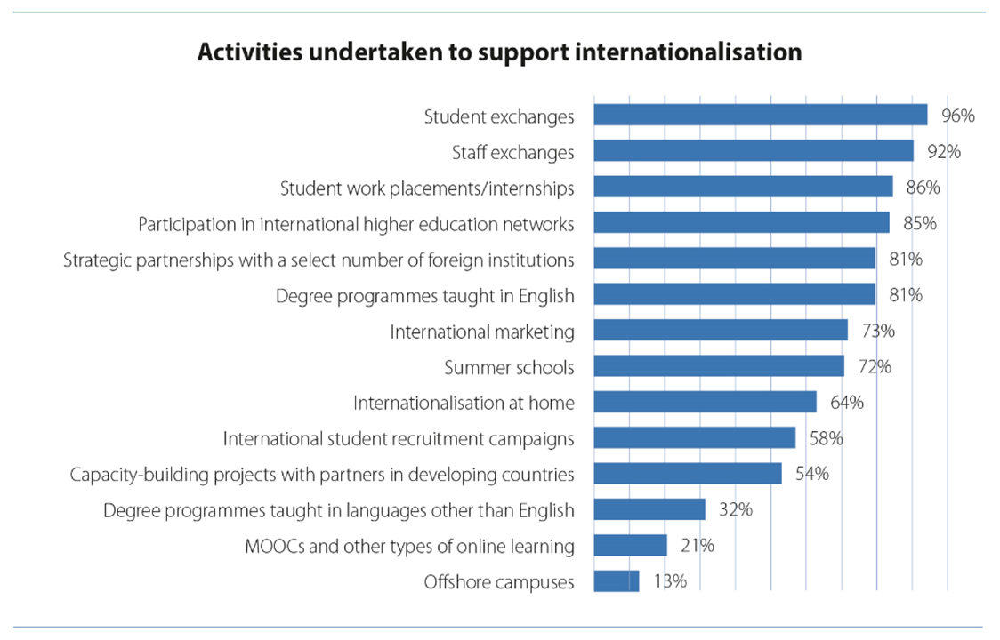 Activities undertaken to support internationalisation
Student exchanges 96%
Staff exchanges 92%
Student work placements/internships 86%
Participation in international higher education networks 85%
Strategic partnerships with a select number of foreign institutions 81%
Degree programmes taught in English 81%
International marketing 73%
Summer schools 72%
Internationalisation at home 64%
International student recruitment campaigns 58%
Capacity-building projects with partners in developing countries 54%
Degree programmes taught in languages other than English 32%
MOOCs and other types of online learning 21%
Offshore campuses 13%